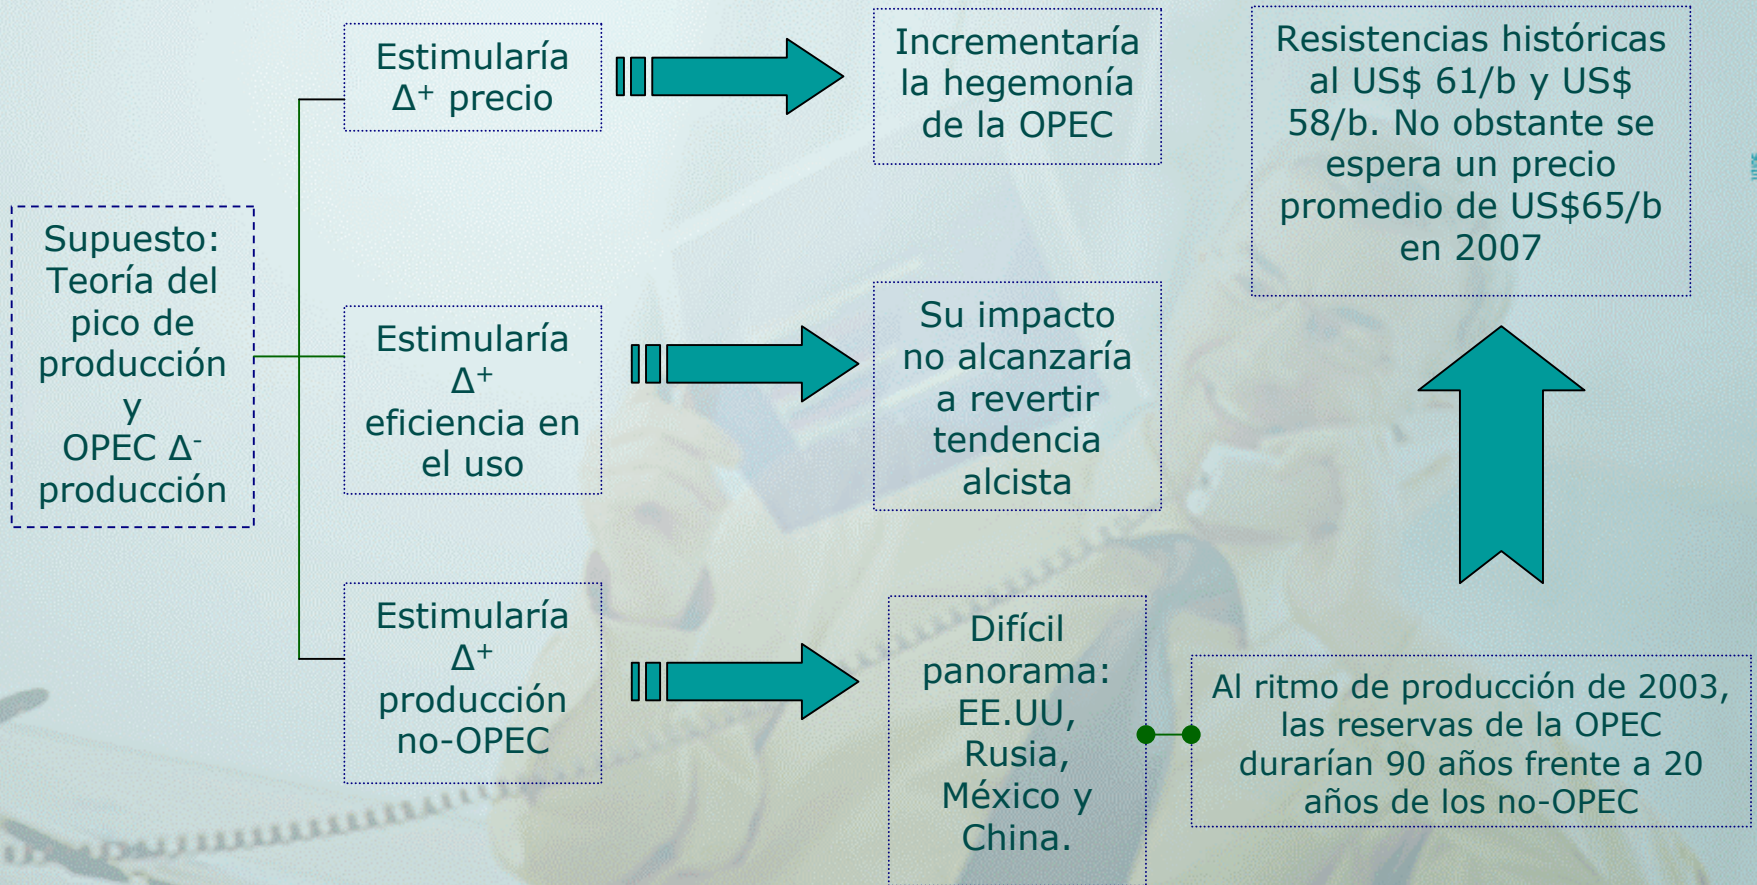 Supuesto:
Teoría del
pico de
producción
y
OPEC Δ⁻
producción
Estimularía
Δ⁺ precio
Incrementaría
la hegemonía
de la OPEC
Estimularía
Δ⁺
eficiencia en
el uso
Su impacto
no alcanzaría
a revertir
tendencia
alcista
Estimularía
Δ⁺
producción
no-OPEC
Difícil
panorama:
EE.UU,
Rusia,
México y
China.
Al ritmo de producción de 2003,
las reservas de la OPEC
durarían 90 años frente a 20
años de los no-OPEC
Resistencias históricas
al US$ 61/b y US$
58/b. No obstante se
espera un precio
promedio de US$65/b
en 2007